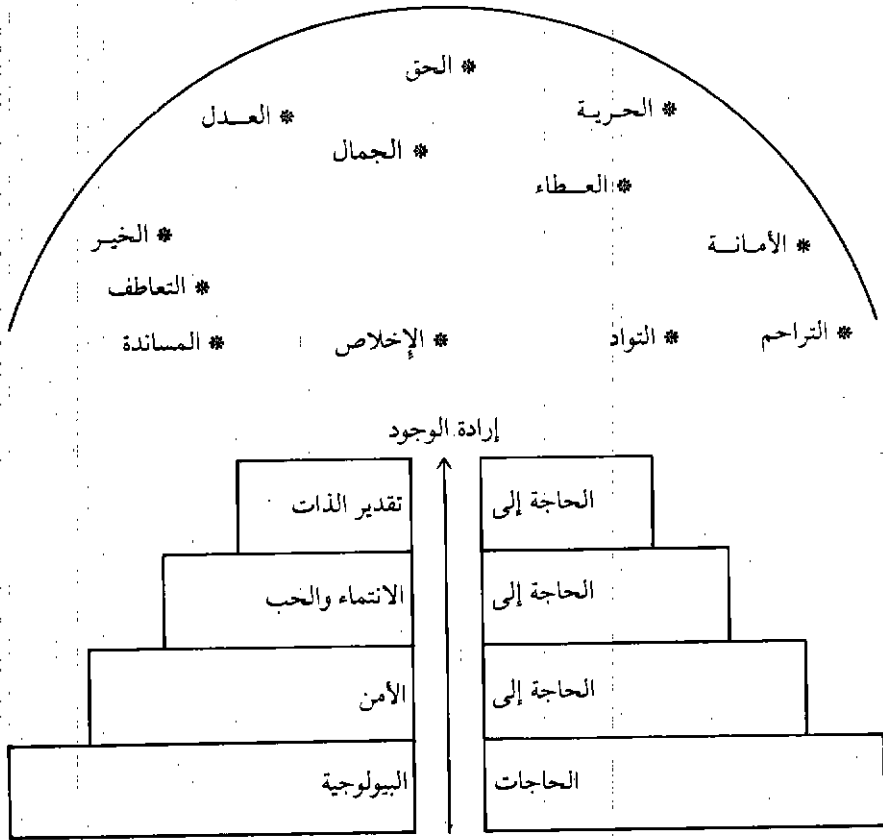 * الحق
* الحرية
* العدل
* الجمال
* العطاء
* الخير
* الأمانة
* التعاطف
* التراحم
* التواد
* الإخلاص
* المساندة
إرادة الوجود
الحاجة إلى تقدير الذات
الحاجة إلى الانتماء والحب
الحاجة إلى الأمن
الحاجات البيولوجية